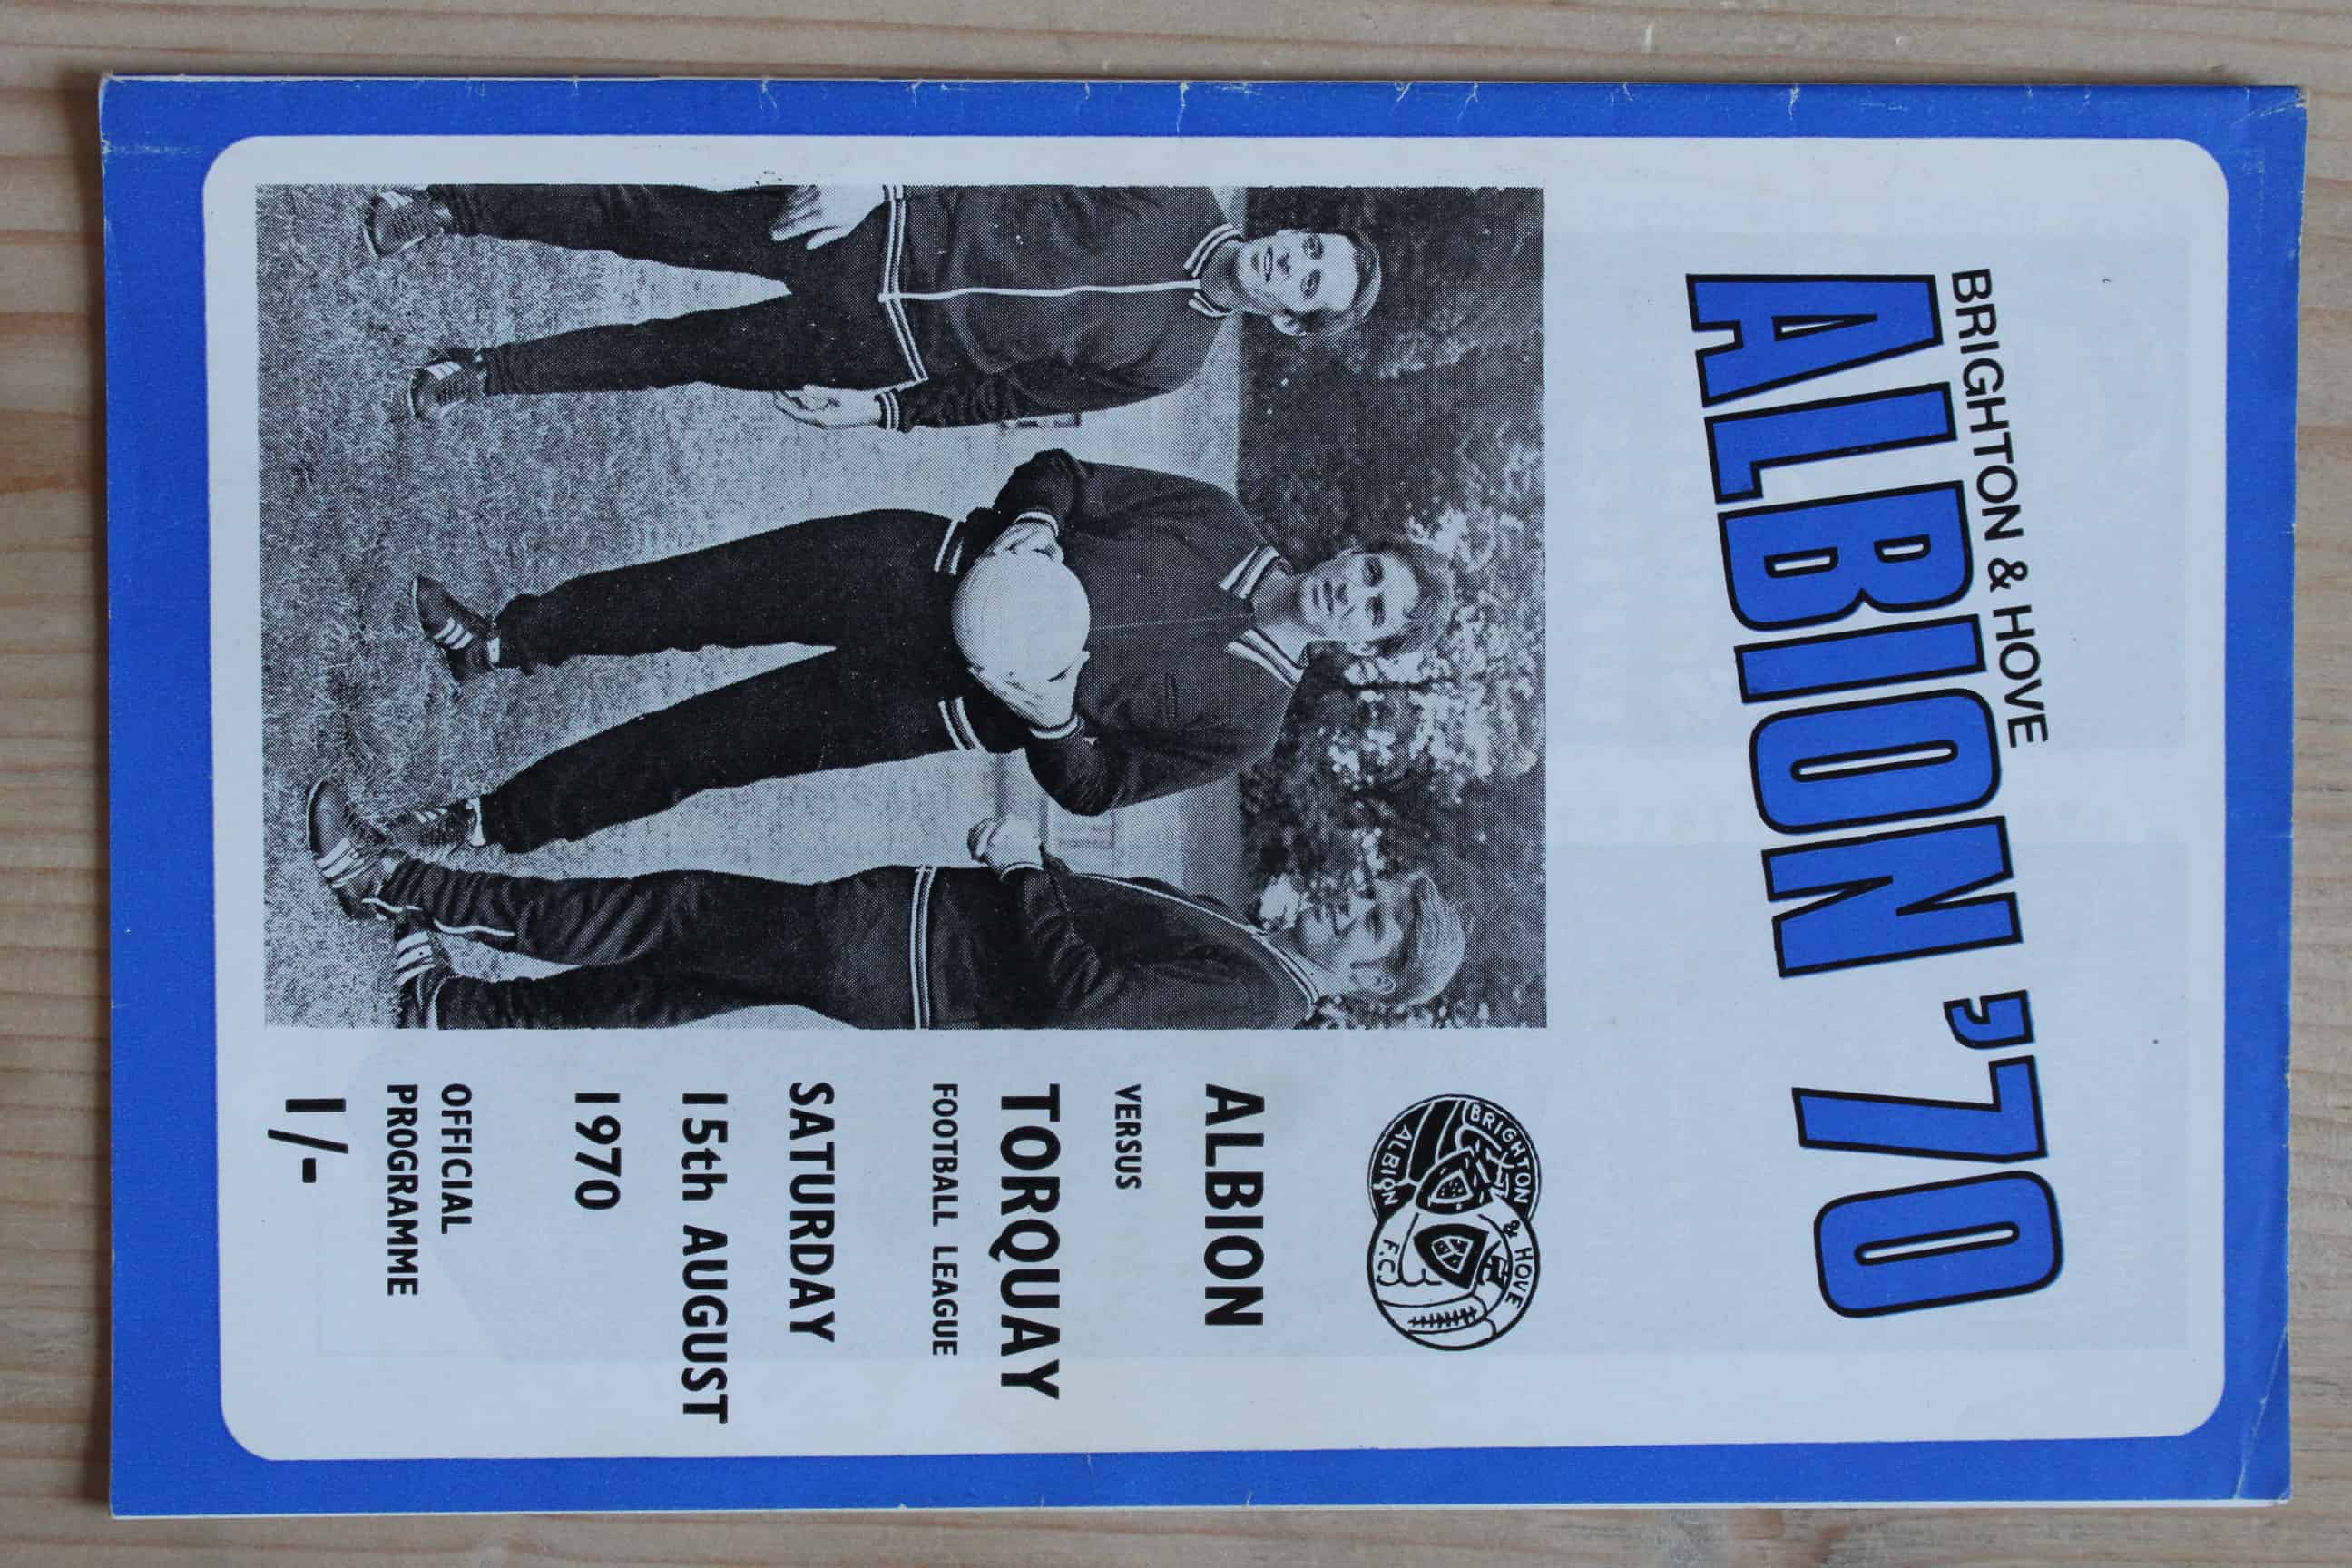 BRIGHTON & HOVE
ALBION '70
BRIGHTON & HOVE
ALBION F.C.
ALBION
VERSUS
TORQUAY
FOOTBALL LEAGUE
SATURDAY
15th AUGUST
1970
OFFICIAL
PROGRAMME
1/-